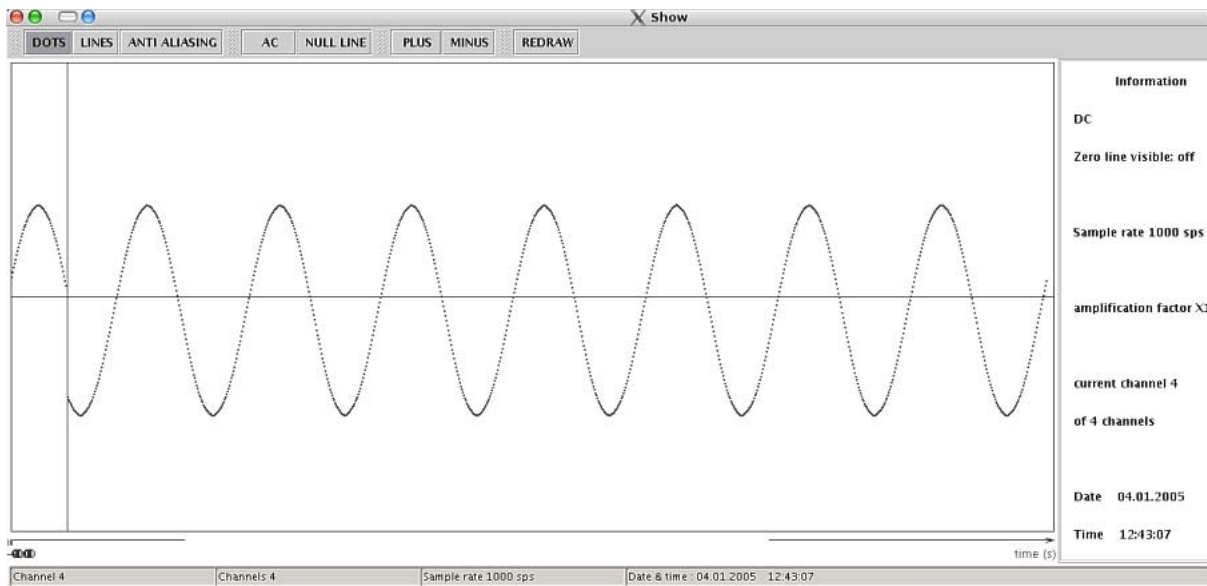 Show
DOTS LINES ANTI ALIASING AC NULL LINE PLUS MINUS REDRAW
Information
DC
Zero line visible: off
Sample rate 1000 sps
amplification factor X1
current channel 4
of 4 channels
Date 04.01.2005
Time 12:43:07
time (s)
Channel 4 Channels 4 Sample rate 1000 sps Date & time : 04.01.2005 12:43:07